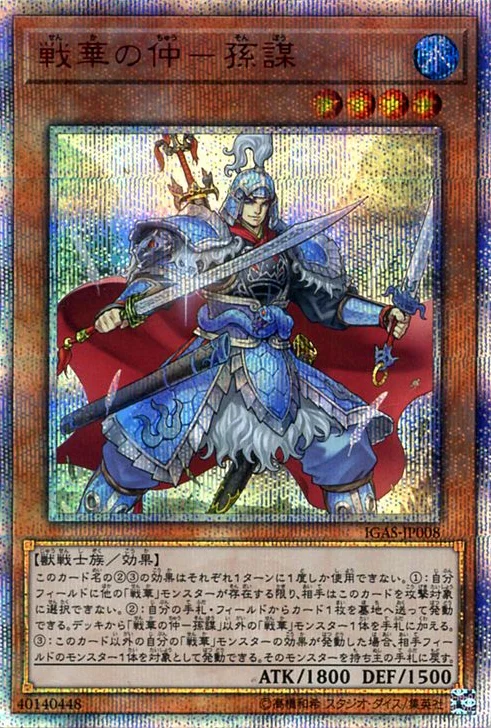 戦華の仲－孫謀
水
IGAS-JP008
【獣戦士族／効果】
このカード名の②③の効果はそれぞれ1ターンに1度しか使用できない。①：自分
フィールドに他の「戦華」モンスターが存在する限り、相手はこのカードを攻撃対象
に選択できない。②：自分の手札・フィールドからカード1枚を墓地へ送って発動
できる。デッキから「戦華の仲－孫謀」以外の「戦華」モンスター1体を手札に加える。
③：このカード以外の自分の「戦華」モンスターの効果が発動した場合、相手フィー
ルドのモンスター1体を対象として発動できる。そのモンスターを持ち主の手札に戻す。
ATK/1800 DEF/1500
40140448
©高橋和希 スタジオ・ダイス/集英社